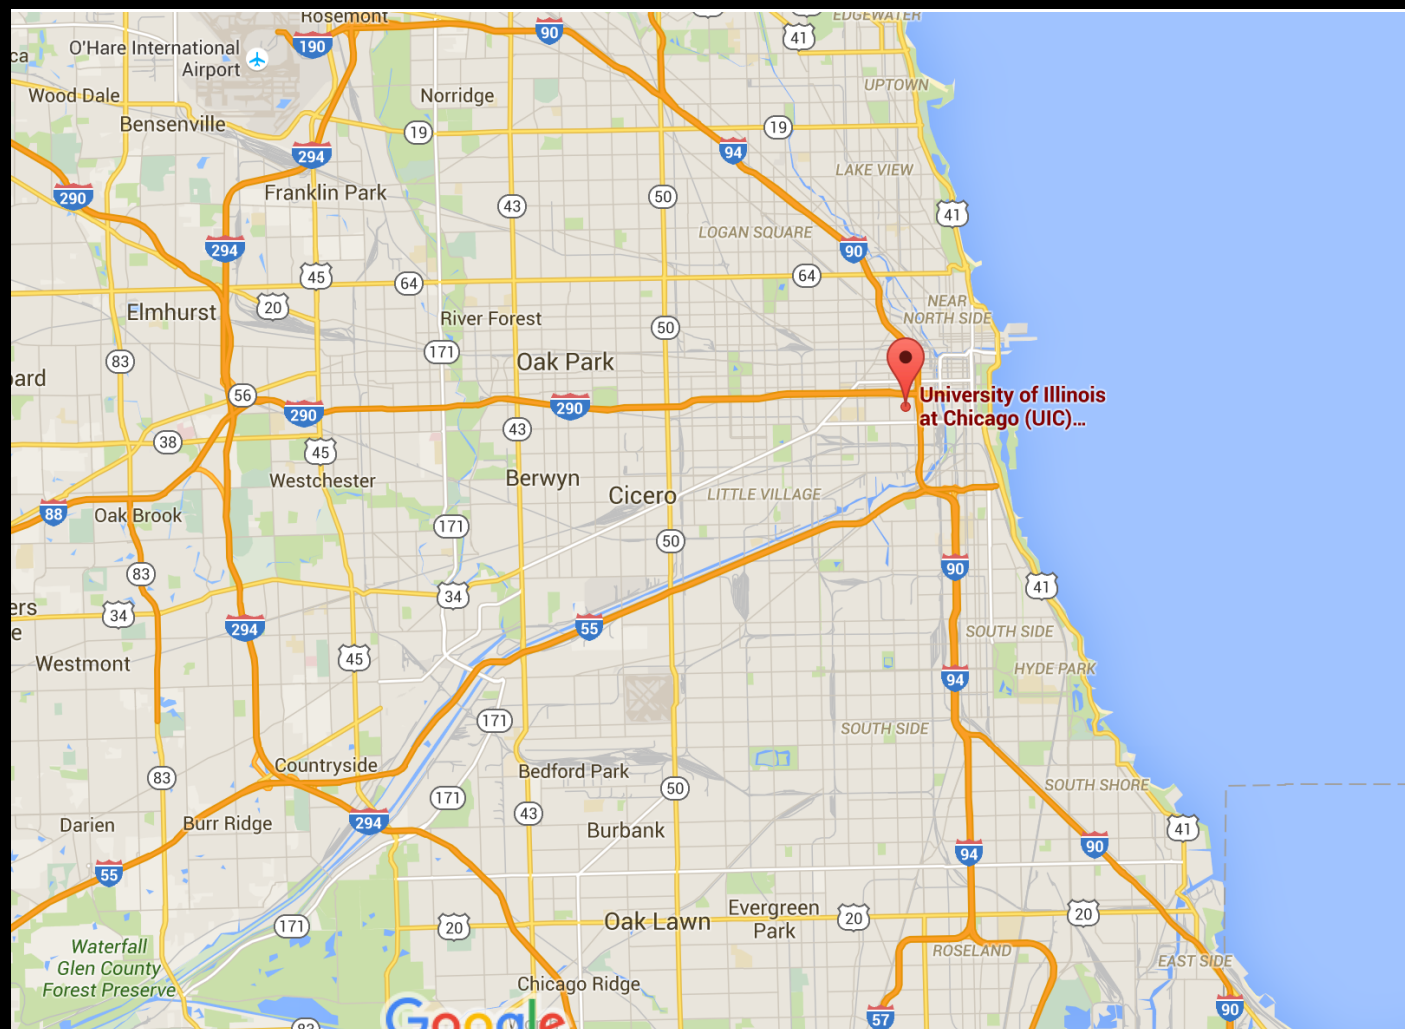 Rosemont
EDGEWATER
190
90
41
O'Hare International
Airport
ca
UPTOWN
Wood Dale
Norridge
Bensenville
19
19
294
94
LAKE VIEW
290
Franklin Park
43
50
41
LOGAN SQUARE
294
90
45
64
64
20
NEAR
NORTH SIDE
Elmhurst
River Forest
50
83
171
Oak Park
ard
56
290
290
University of Illinois
at Chicago (UIC)...
43
38
45
Westchester
Berwyn
Cicero
LITTLE VILLAGE
88
Oak Brook
171
50
83
90
41
34
34
ers
e
294
55
SOUTH SIDE
Westmont
45
HYDE PARK
94
171
SOUTH SIDE
Countryside
Bedford Park
83
171
50
SOUTH SHORE
Darien
Burr Ridge
294
43
Burbank
41
94
90
55
Evergreen
Park
20
20
171
20
Oak Lawn
Waterfall
Glen County
Forest Preserve
ROSELAND
EAST SIDE
Chicago Ridge
83
Google
57
90